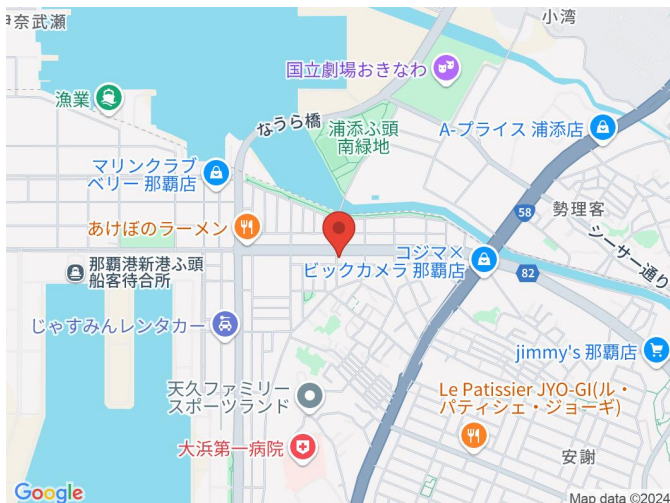 伊奈武瀬
小湾
国立劇場おきなわ
漁業
なうら橋
浦添ふ頭
南緑地
A-プライス 浦添店
マリンクラブ
ベリー 那覇店
58
勢理客
あけぼのラーメン
シーサー通り
コジマ×
ビックカメラ 那覇店
那覇港新港ふ頭
船客待合所
82
じゃすみんレンタカー
jimmy's 那覇店
天久ファミリー
スポーツランド
Le Patissier JYO-GI(ル・
パティシェ・ジョーギ)
大浜第一病院
安謝
Google
Map data ©2024